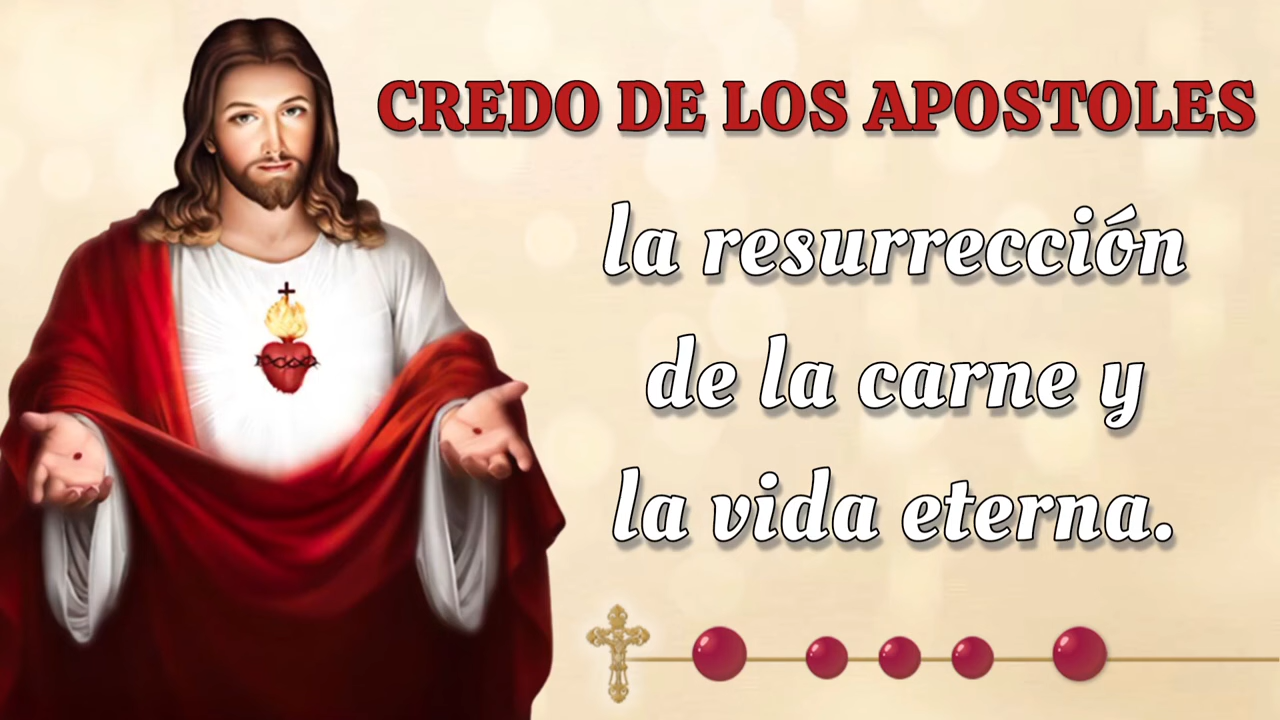 CREDO DE LOS APOSTOLES
la resurrección
de la carne y
la vida eterna.